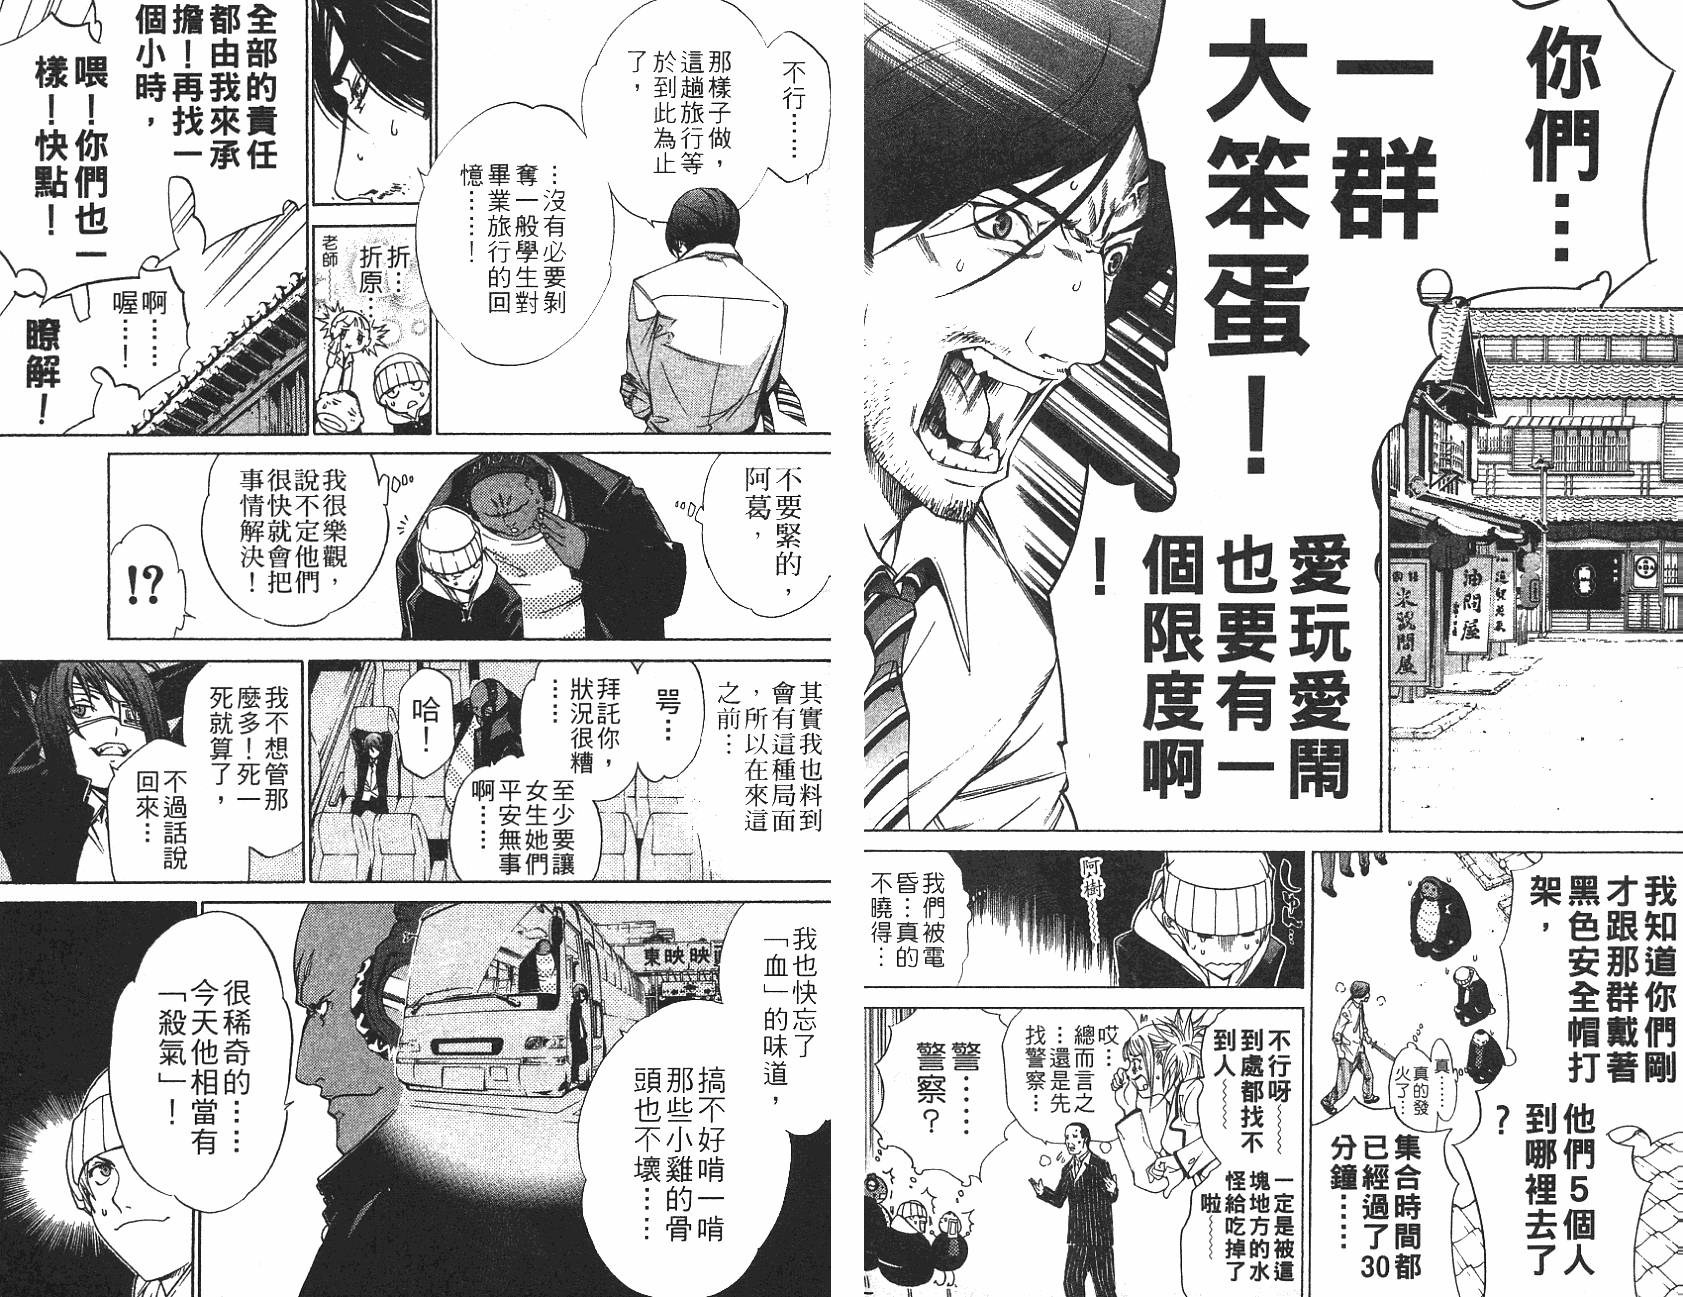 你們…
一群
大笨蛋！
愛玩愛鬧
也要有一
個限度啊
！
油問屋
米穀問屋
我知道你們剛
才跟那群戴著
黑色安全帽打
架，
他們5個人
到哪裡去了
？
集合時間都
已經過了30
分鐘……
真……
真的發
火了…
しゅん…
阿樹～
我們被電
昏…真的
不曉得…
不行呀～
到處都找不
到人～
一定是被這
塊地方的水
怪給吃掉了
啦～
哎…
總而言之
…還是先
找警察…
警……
警察？
不行……
那樣子做，
這趟旅行等
於到此為止
了，
…沒有必要剝
奪一般學生對
畢業旅行的回
憶……！
折…
折原…
老師～
全部的責任
都由我來承
擔！再找一
個小時，
喂！你們也一
樣！快點！
啊……
喔…！
瞭解！
不要緊的，
阿葛，
我很樂觀，
說不定他們
很快就會把
事情解決！
!?
其實我也料到
會有這種局面
，所以在來這
之前…
咢…
拜託你，
狀況很糟
……
至少要讓
女生她們
平安無事
啊……
哈！
我不想管那
麼多！死一
死就算了，
不過話說
回來…
東映映画
我也快忘了
「血」的味道，
搞不好啃一啃
那些小雞的骨
頭也不壞……
很稀奇的……
今天他相當有
「殺氣」！